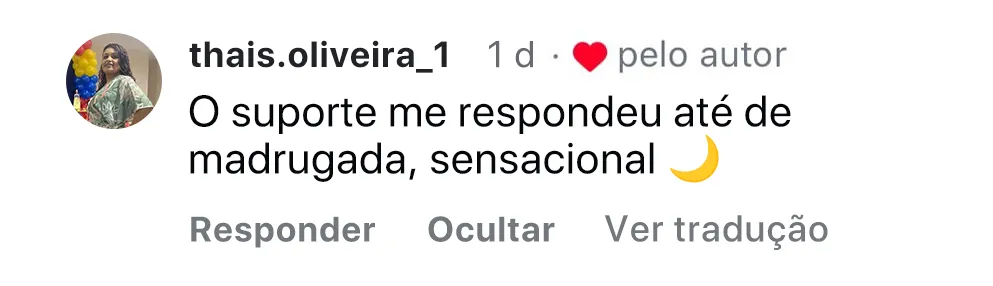 thais.oliveira_1 1 d · ❤️ pelo autor
O suporte me respondeu até de
madrugada, sensacional 🌙
Responder Ocultar Ver tradução